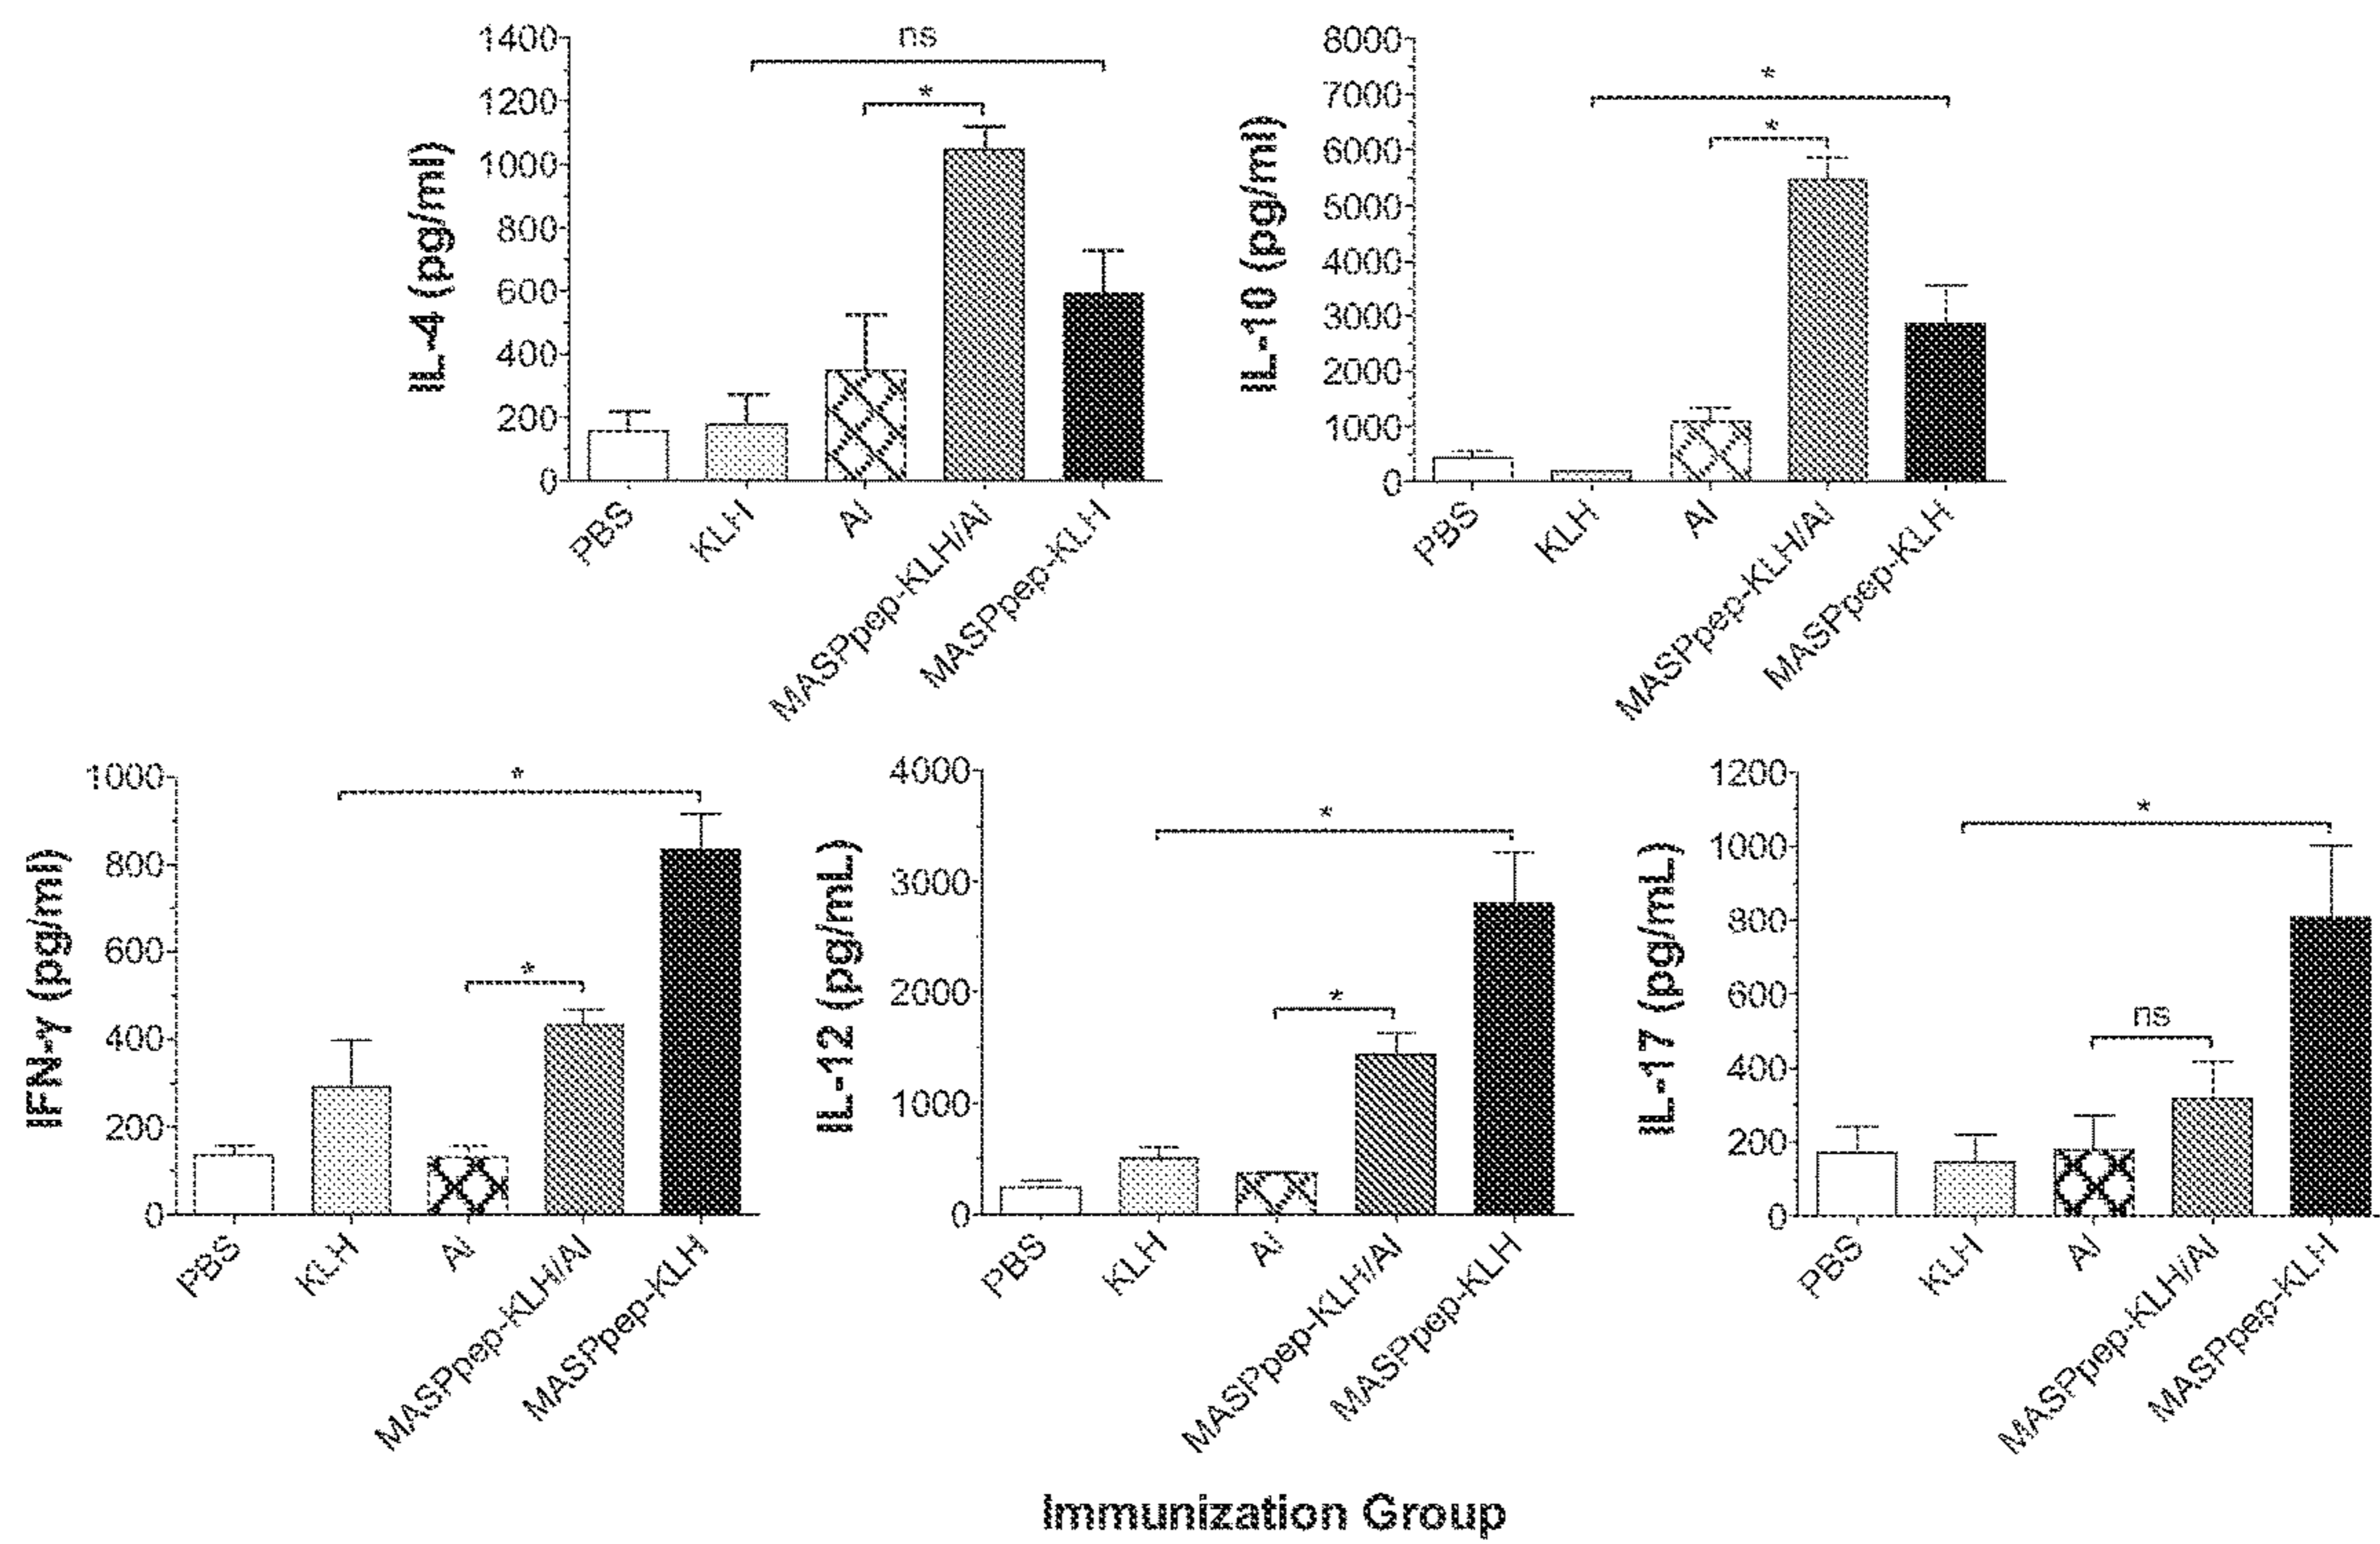 IL-4 (pg/ml)
1400
1200
1000
800
600
400
200
0
ns
*
PBS
KLH
Al
MASPpep-KLH/Al
MASPpep-KLH
IL-10 (pg/ml)
8000
7000
6000
5000
4000
3000
2000
1000
0
*
*
PBS
KLH
Al
MASPpep-KLH/Al
MASPpep-KLH
IFN-γ (pg/ml)
1000
800
600
400
200
0
*
*
PBS
KLH
Al
MASPpep-KLH/Al
MASPpep-KLH
IL-12 (pg/mL)
4000
3000
2000
1000
0
*
*
PBS
KLH
Al
MASPpep-KLH/Al
MASPpep-KLH
IL-17 (pg/mL)
1200
1000
800
600
400
200
0
*
ns
PBS
KLH
Al
MASPpep-KLH/Al
MASPpep-KLH
Immunization Group